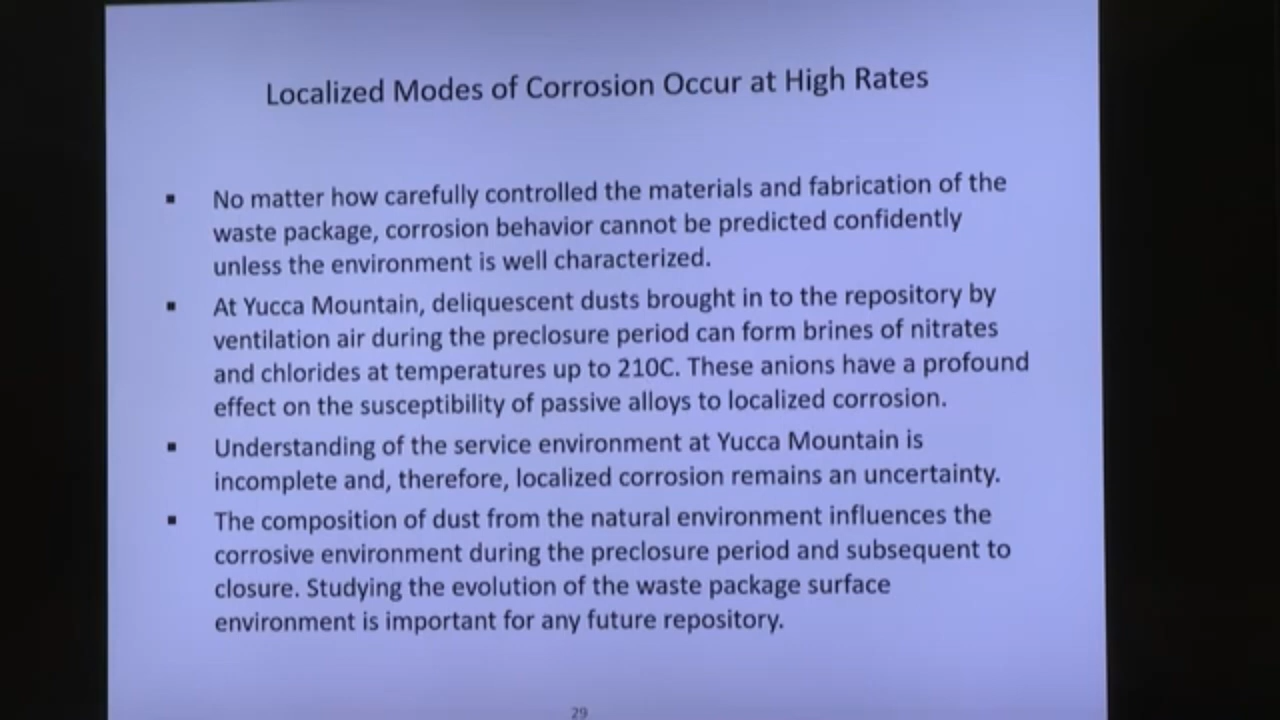 Localized Modes of Corrosion Occur at High Rates
▪ No matter how carefully controlled the materials and fabrication of the
waste package, corrosion behavior cannot be predicted confidently
unless the environment is well characterized.
▪ At Yucca Mountain, deliquescent dusts brought in to the repository by
ventilation air during the preclosure period can form brines of nitrates
and chlorides at temperatures up to 210C. These anions have a profound
effect on the susceptibility of passive alloys to localized corrosion.
▪ Understanding of the service environment at Yucca Mountain is
incomplete and, therefore, localized corrosion remains an uncertainty.
▪ The composition of dust from the natural environment influences the
corrosive environment during the preclosure period and subsequent to
closure. Studying the evolution of the waste package surface
environment is important for any future repository.
29